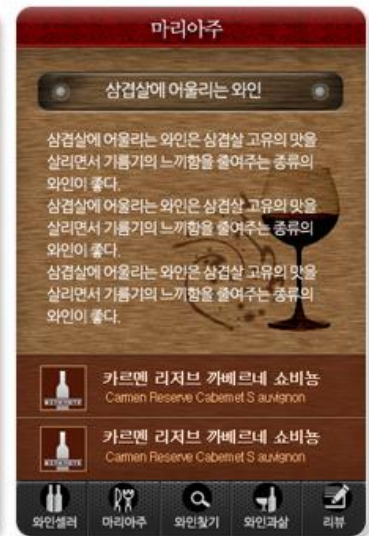 마리아주
삼겹살에 어울리는 와인
삼겹살에 어울리는 와인은 삼겹살 고유의 맛을
살리면서 기름기의 느끼함을 줄여주는 종류의
와인이 좋다.
삼겹살에 어울리는 와인은 삼겹살 고유의 맛을
살리면서 기름기의 느끼함을 줄여주는 종류의
와인이 좋다.
삼겹살에 어울리는 와인은 삼겹살 고유의 맛을
살리면서 기름기의 느끼함을 줄여주는 종류의
와인이 좋다.
카르멘 리저브 까베르네 쇼비뇽
Carmen Reserve Cabernet S auvignon
카르멘 리저브 까베르네 쇼비뇽
Carmen Reserve Cabernet S auvignon
와인셀러 마리아주 와인찾기 와인과삶 리뷰